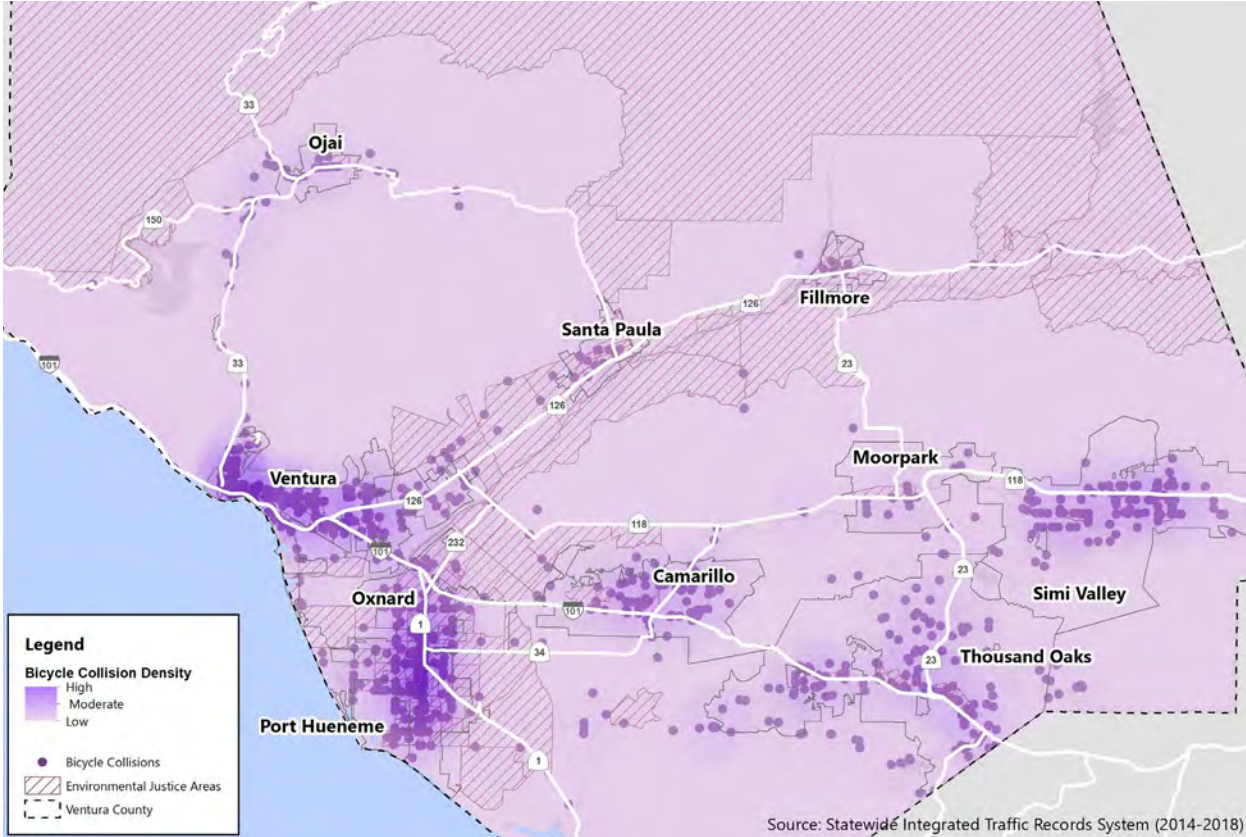 33
Ojai
150
Fillmore
126
Santa Paula
101
33
23
126
Moorpark
Ventura
118
126
118
232
101
Camarillo
23
Oxnard
Simi Valley
101
1
34
Thousand Oaks
23
Port Hueneme
1
Legend
Bicycle Collision Density
High
Moderate
Low
Bicycle Collisions
Environmental Justice Areas
Ventura County
Source: Statewide Integrated Traffic Records System (2014-2018)